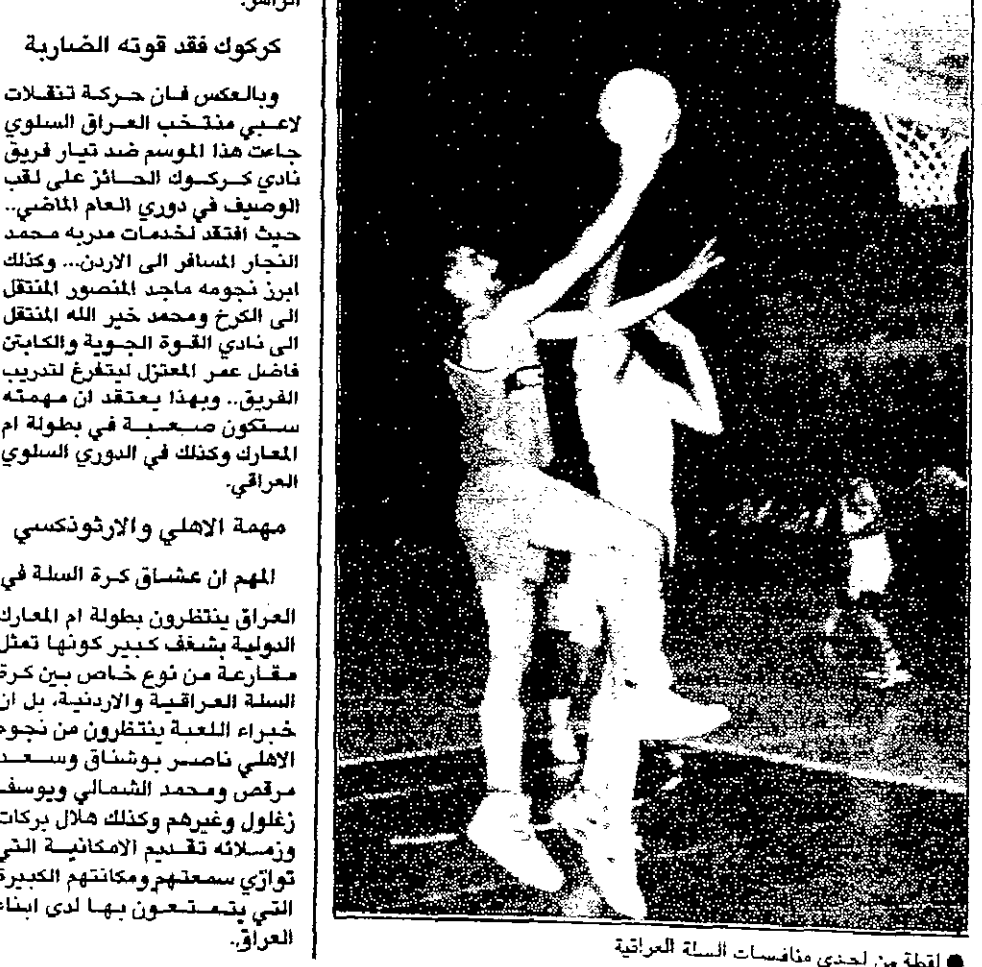 الزاهر.
كركوك فقد قوته الضاربة
وبالعكس فان حركة تنقلات
لاعبي منتخب العراق السلوي
جاءت هذا الموسم ضد تيار فريق
نادي كركوك الحائز على لقب
الوصيف في دوري العام الماضي..
حيث افتقد لخدمات مدربه محمد
النجار المسافر الى الاردن... وكذلك
ابرز نجومه ماجد المنصور المنتقل
الى الكرخ ومحمد خير الله المنتقل
الى نادي القوة الجوية والكابتن
فاضل عمر المعتزل ليتفرغ لتدريب
الفريق.. وبهذا يعتقد ان مهمته
ستكون صعبة في بطولة ام
المعارك وكذلك في الدوري السلوي
العراقي.
مهمة الاهلي والارثوذكسي
المهم ان عشاق كرة السلة في
العراق ينتظرون بطولة ام المعارك
الدولية بشغف كبير كونها تمثل
مقارعة من نوع خاص بين كرة
السلة العراقية والاردنية، بل ان
خبراء اللعبة ينتظرون من نجوم
الاهلي ناصر بوشناق وسعد
مرقص ومحمد الشمالي ويوسف
زغلول وغيرهم وكذلك هلال بركات
وزملائه تقديم الامكانية التي
توازي سمعتهم ومكانتهم الكبيرة
التي يتمتعون بها لدى ابناء
العراق.
● لقطة من احدى منافسات السلة العراقية